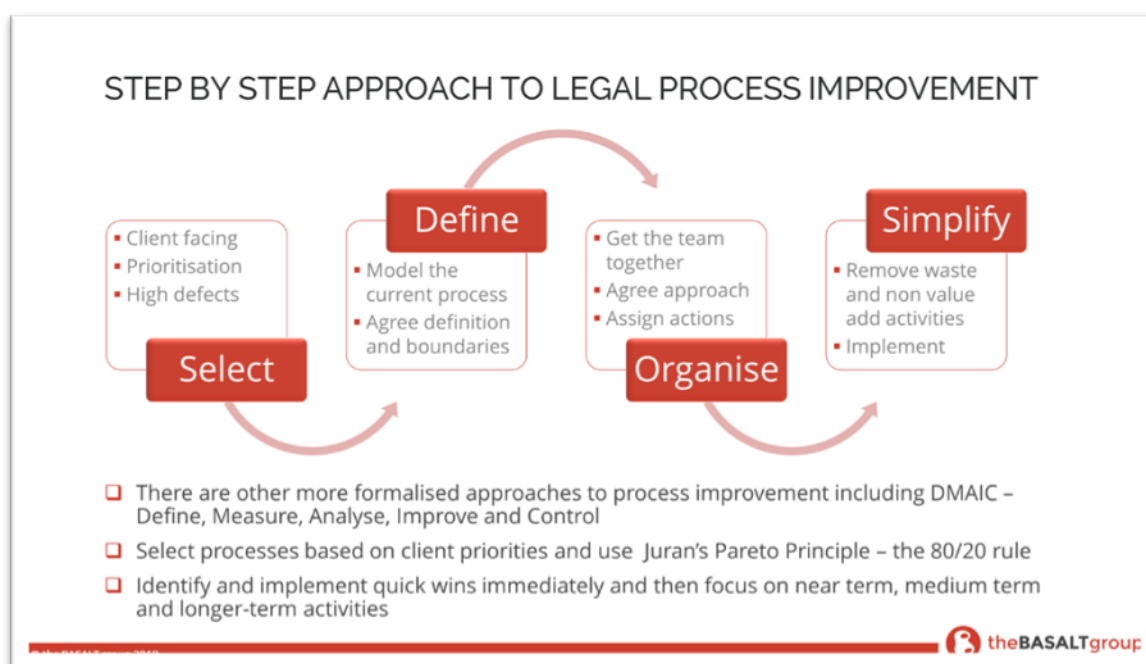 STEP BY STEP APPROACH TO LEGAL PROCESS IMPROVEMENT
Client facing
Prioritisation
High defects
Select
Define
Model the
current process
Agree definition
and boundaries
Get the team
together
Agree approach
Assign actions
Organise
Simplify
Remove waste
and non value
add activities
Implement
There are other more formalised approaches to process improvement including DMAIC –
Define, Measure, Analyse, Improve and Control
Select processes based on client priorities and use Juran's Pareto Principle – the 80/20 rule
Identify and implement quick wins immediately and then focus on near term, medium term
and longer-term activities
theBASALTgroup